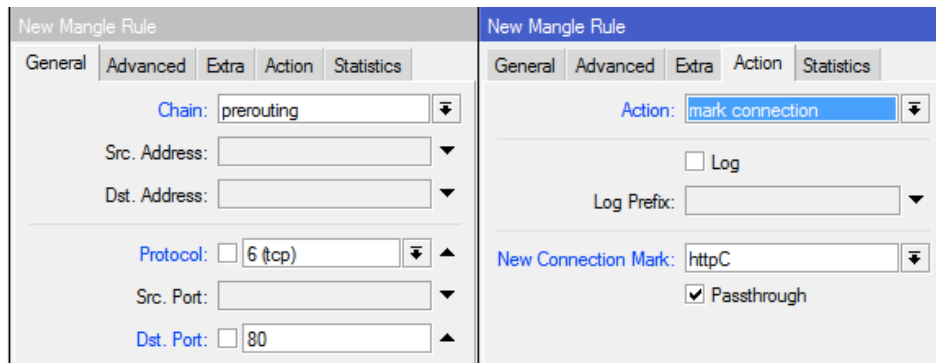 New Mangle Rule
General Advanced Extra Action Statistics
Chain: prerouting
Src. Address:
Dst. Address:
Protocol: 6 (tcp)
Src. Port:
Dst. Port: 80
New Mangle Rule
General Advanced Extra Action Statistics
Action: mark connection
Log
Log Prefix:
New Connection Mark: httpC
Passthrough